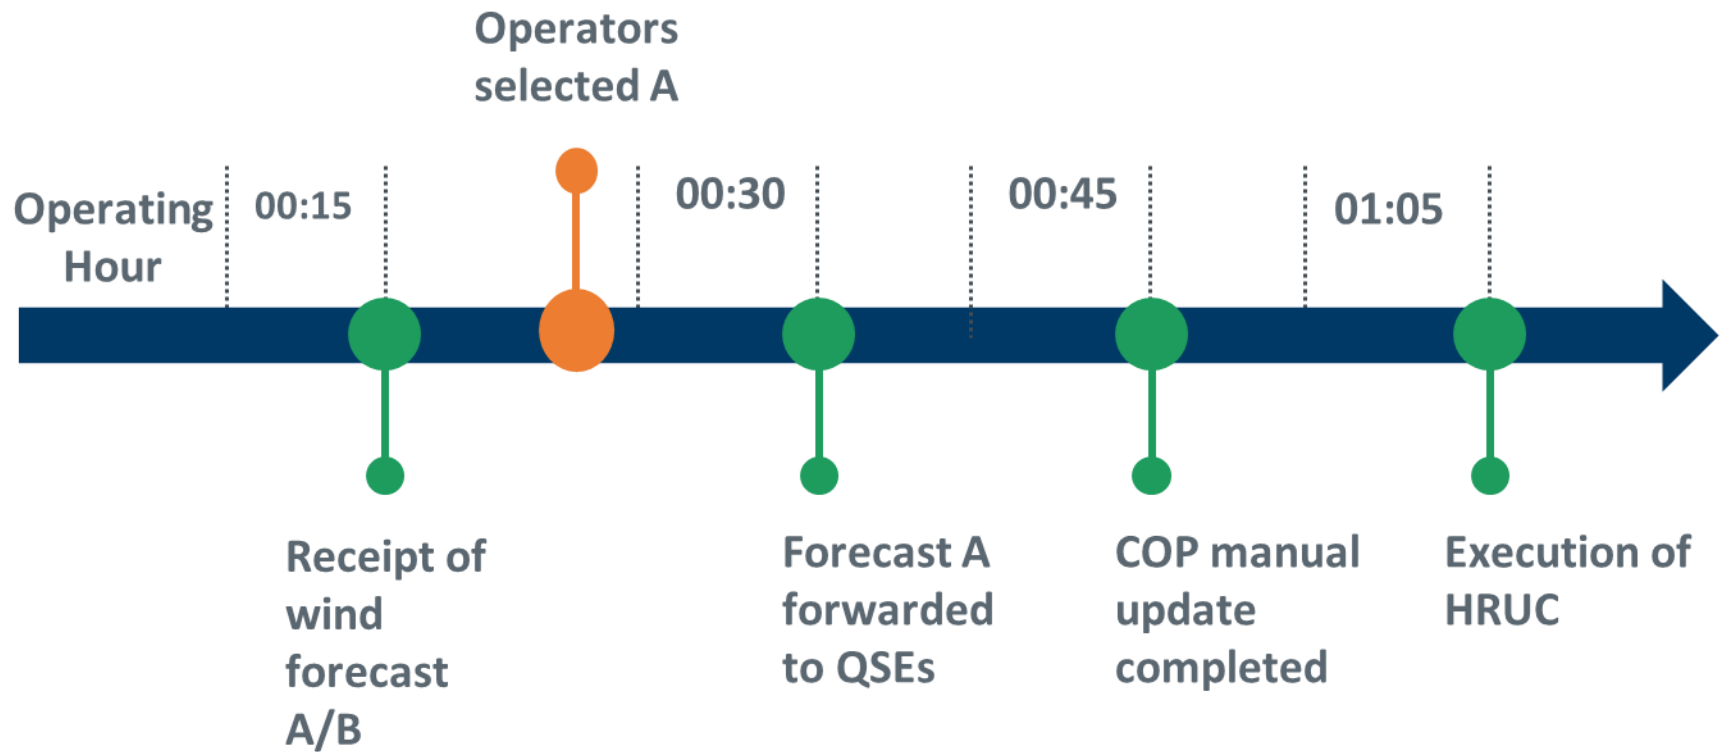 Operators
selected A
Operating
Hour
00:15
00:30
00:45
01:05
Receipt of
wind
forecast
A/B
Forecast A
forwarded
to QSEs
COP manual
update
completed
Execution of
HRUC